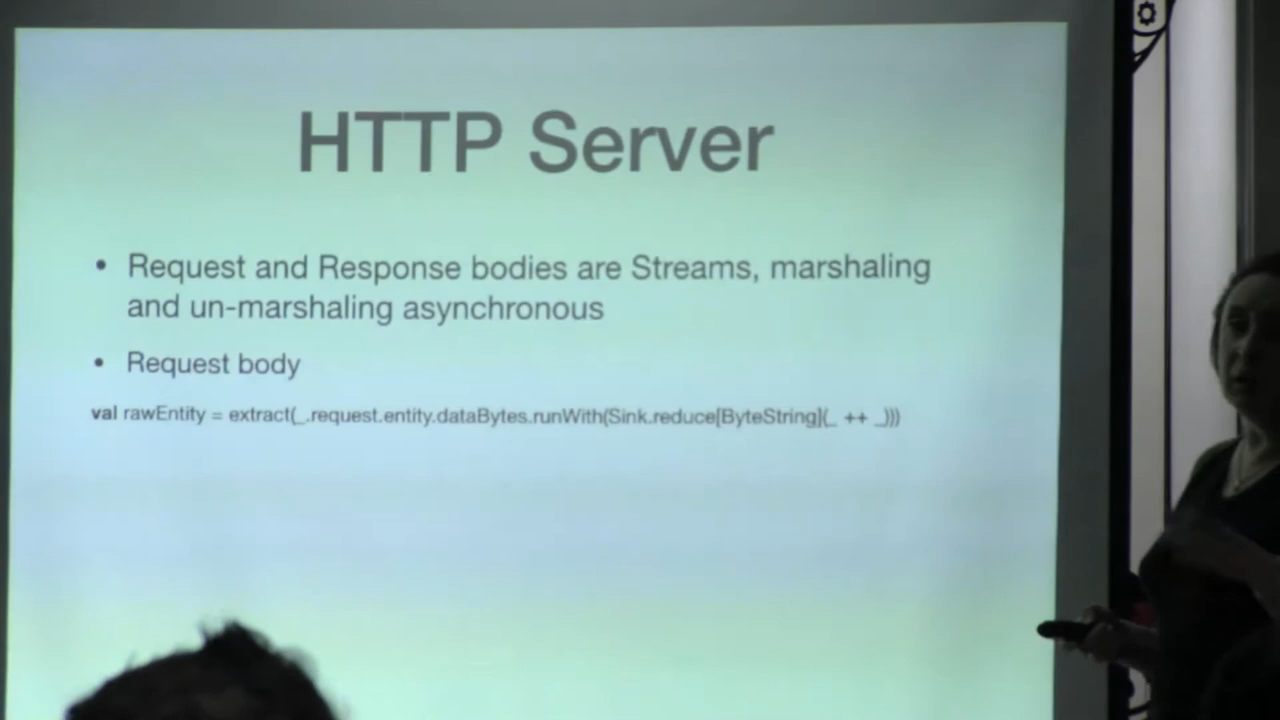 HTTP Server
• Request and Response bodies are Streams, marshaling
and un-marshaling asynchronous
• Request body
val rawEntity = extract(_.request.entity.dataBytes.runWith(Sink.reduce[ByteString](_ ++ _)))